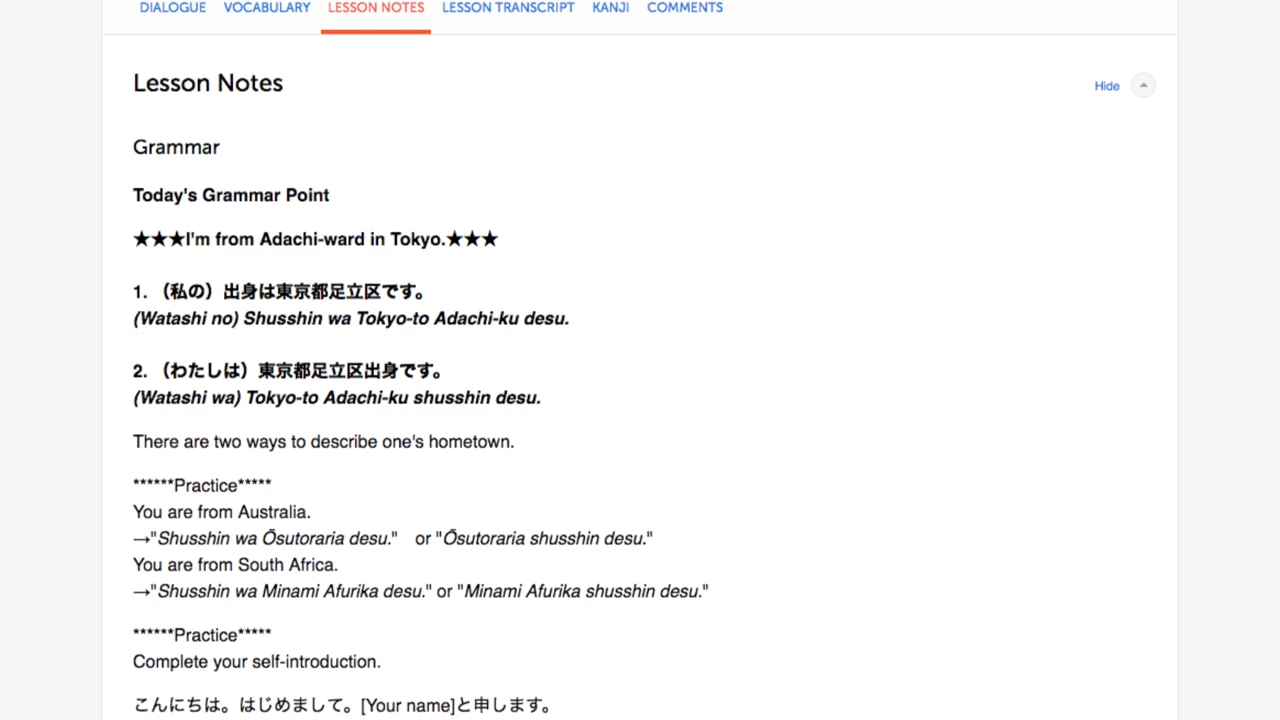 DIALOGUE VOCABULARY LESSON NOTES LESSON TRANSCRIPT KANJI COMMENTS
Lesson Notes
Hide
Grammar
Today's Grammar Point
★★★I'm from Adachi-ward in Tokyo.★★★
1. （私の）出身は東京都足立区です。
(Watashi no) Shusshin wa Tokyo-to Adachi-ku desu.
2. （わたしは）東京都足立区出身です。
(Watashi wa) Tokyo-to Adachi-ku shusshin desu.
There are two ways to describe one's hometown.
******Practice*****
You are from Australia.
→"Shusshin wa Ōsutoraria desu." or "Ōsutoraria shusshin desu."
You are from South Africa.
→"Shusshin wa Minami Afurika desu." or "Minami Afurika shusshin desu."
******Practice*****
Complete your self-introduction.
こんにちは。はじめまして。[Your name]と申します。